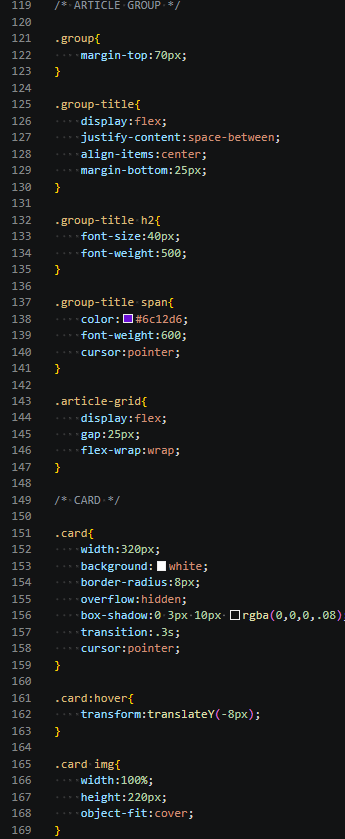 119 /* ARTICLE GROUP */
120
121 .group{
122     margin-top:70px;
123 }
124
125 .group-title{
126     display:flex;
127     justify-content:space-between;
128     align-items:center;
129     margin-bottom:25px;
130 }
131
132 .group-title h2{
133     font-size:40px;
134     font-weight:500;
135 }
136
137 .group-title span{
138     color:#6c12d6;
139     font-weight:600;
140     cursor:pointer;
141 }
142
143 .article-grid{
144     display:flex;
145     gap:25px;
146     flex-wrap:wrap;
147 }
148
149 /* CARD */
150
151 .card{
152     width:320px;
153     background:white;
154     border-radius:8px;
155     overflow:hidden;
156     box-shadow:0 3px 10px rgba(0,0,0,.08)
157     transition:.3s;
158     cursor:pointer;
159 }
160
161 .card:hover{
162     transform:translateY(-8px);
163 }
164
165 .card img{
166     width:100%;
167     height:220px;
168     object-fit:cover;
169 }